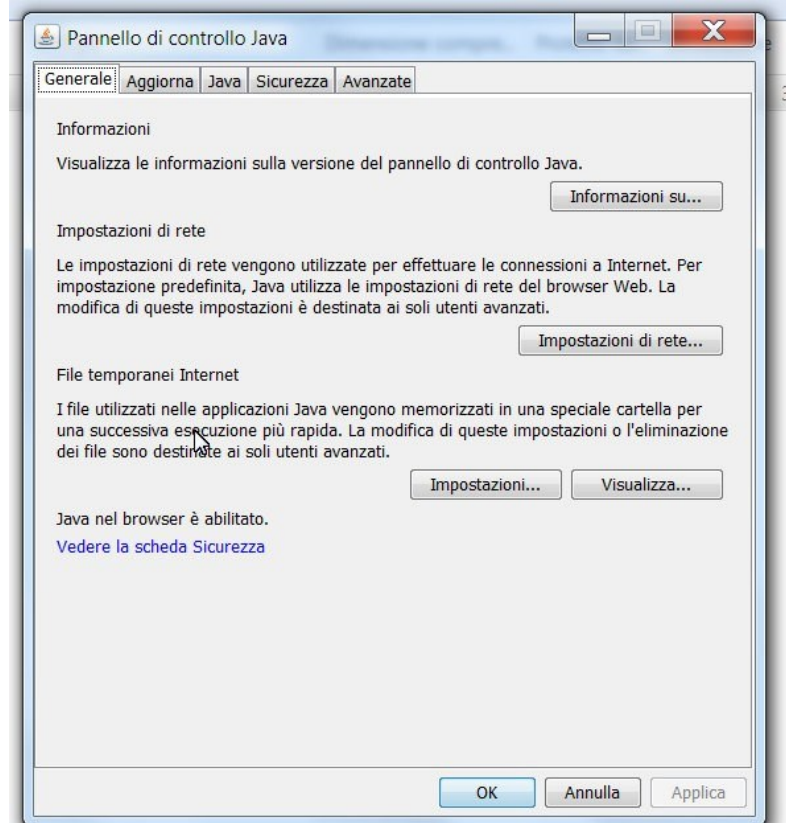 Pannello di controllo Java
Generale Aggiorna Java Sicurezza Avanzate
Informazioni
Visualizza le informazioni sulla versione del pannello di controllo Java.
Informazioni su...
Impostazioni di rete
Le impostazioni di rete vengono utilizzate per effettuare le connessioni a Internet. Per
impostazione predefinita, Java utilizza le impostazioni di rete del browser Web. La
modifica di queste impostazioni è destinata ai soli utenti avanzati.
Impostazioni di rete...
File temporanei Internet
I file utilizzati nelle applicazioni Java vengono memorizzati in una speciale cartella per
una successiva esecuzione più rapida. La modifica di queste impostazioni o l'eliminazione
dei file sono destinate ai soli utenti avanzati.
Impostazioni... Visualizza...
Java nel browser è abilitato.
Vedere la scheda Sicurezza
OK Annulla Applica